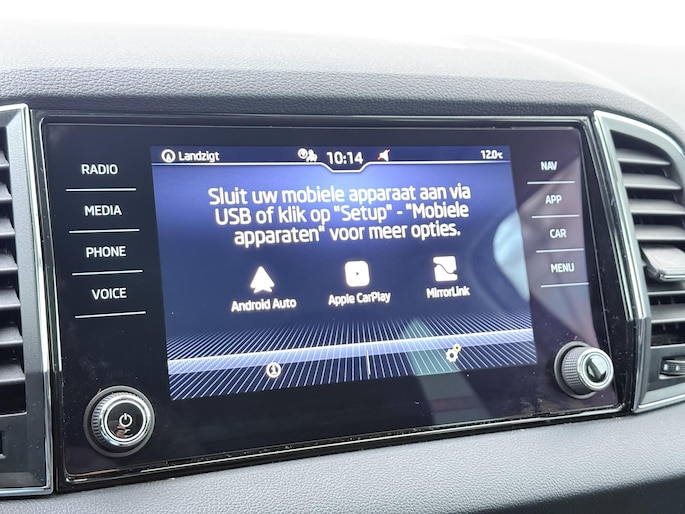 Landzigt
10:14
12.0°C
RADIO
MEDIA
PHONE
VOICE
Sluit uw mobiele apparaat aan via
USB of klik op "Setup" - "Mobiele
apparaten" voor meer opties.
Android Auto
Apple CarPlay
MirrorLink
NAV
APP
CAR
MENU